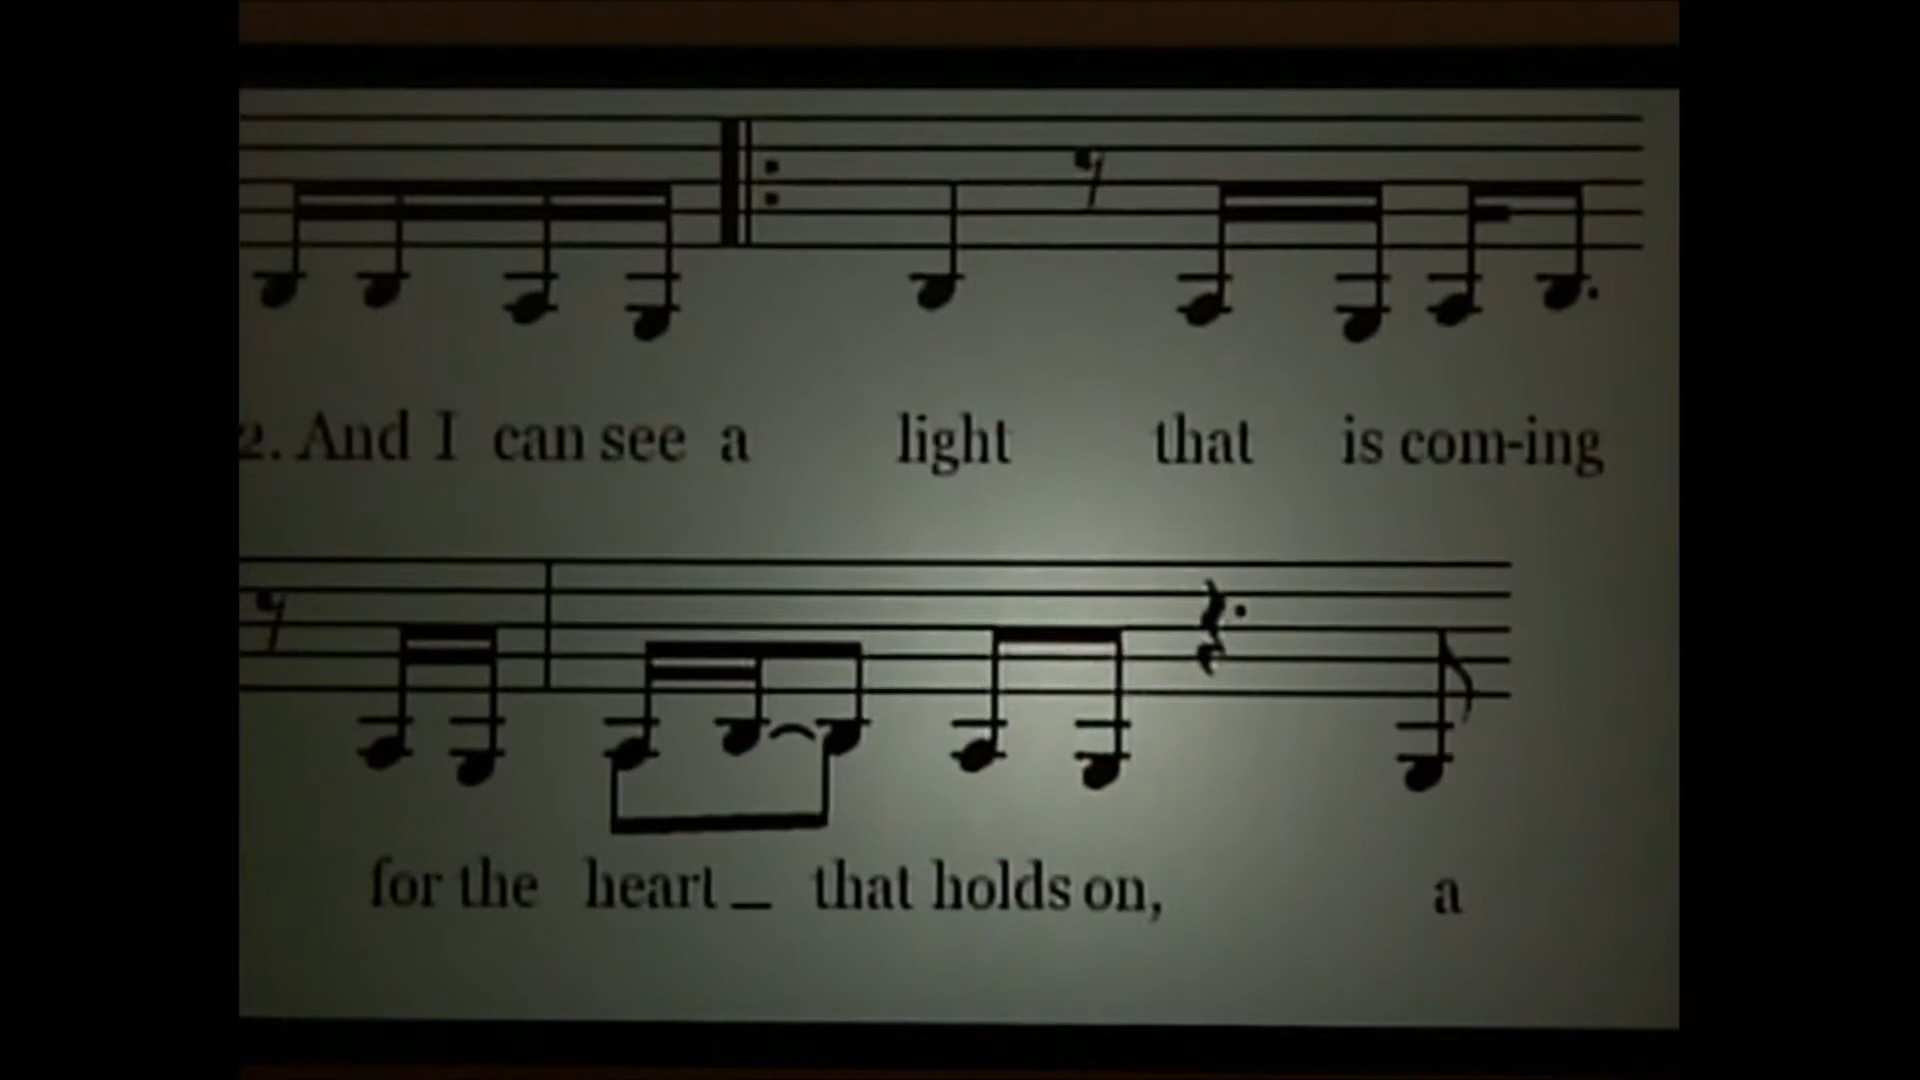 2. And I can see a light that is com-ing
for the heart _ that holds on, a